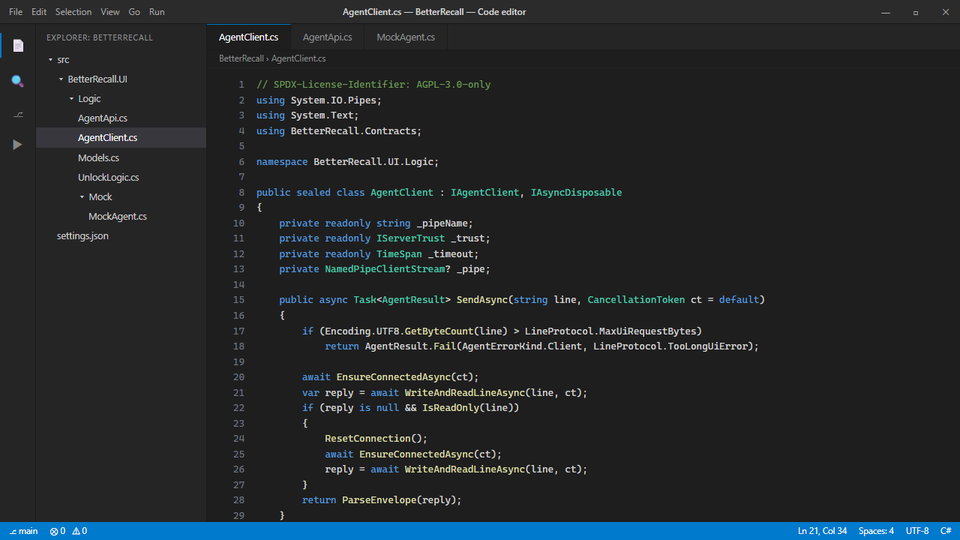 File Edit Selection View Go Run
AgentClient.cs — BetterRecall — Code editor
EXPLORER: BETTERRECALL
src
BetterRecall.UI
Logic
AgentApi.cs
AgentClient.cs
Models.cs
UnlockLogic.cs
Mock
MockAgent.cs
settings.json
AgentClient.cs AgentApi.cs MockAgent.cs
BetterRecall › AgentClient.cs
1 // SPDX-License-Identifier: AGPL-3.0-only
2 using System.IO.Pipes;
3 using System.Text;
4 using BetterRecall.Contracts;
5
6 namespace BetterRecall.UI.Logic;
7
8 public sealed class AgentClient : IAgentClient, IAsyncDisposable
9 {
10     private readonly string _pipeName;
11     private readonly IServerTrust _trust;
12     private readonly TimeSpan _timeout;
13     private NamedPipeClientStream? _pipe;
14
15     public async Task<AgentResult> SendAsync(string line, CancellationToken ct = default)
16     {
17         if (Encoding.UTF8.GetByteCount(line) > LineProtocol.MaxUiRequestBytes)
18             return AgentResult.Fail(AgentErrorKind.Client, LineProtocol.TooLongUiError);
19
20         await EnsureConnectedAsync(ct);
21         var reply = await WriteAndReadLineAsync(line, ct);
22         if (reply is null && IsReadOnly(line))
23         {
24             ResetConnection();
25             await EnsureConnectedAsync(ct);
26             reply = await WriteAndReadLineAsync(line, ct);
27         }
28         return ParseEnvelope(reply);
29     }
main 0 0 Ln 21, Col 34 Spaces: 4 UTF-8 C#